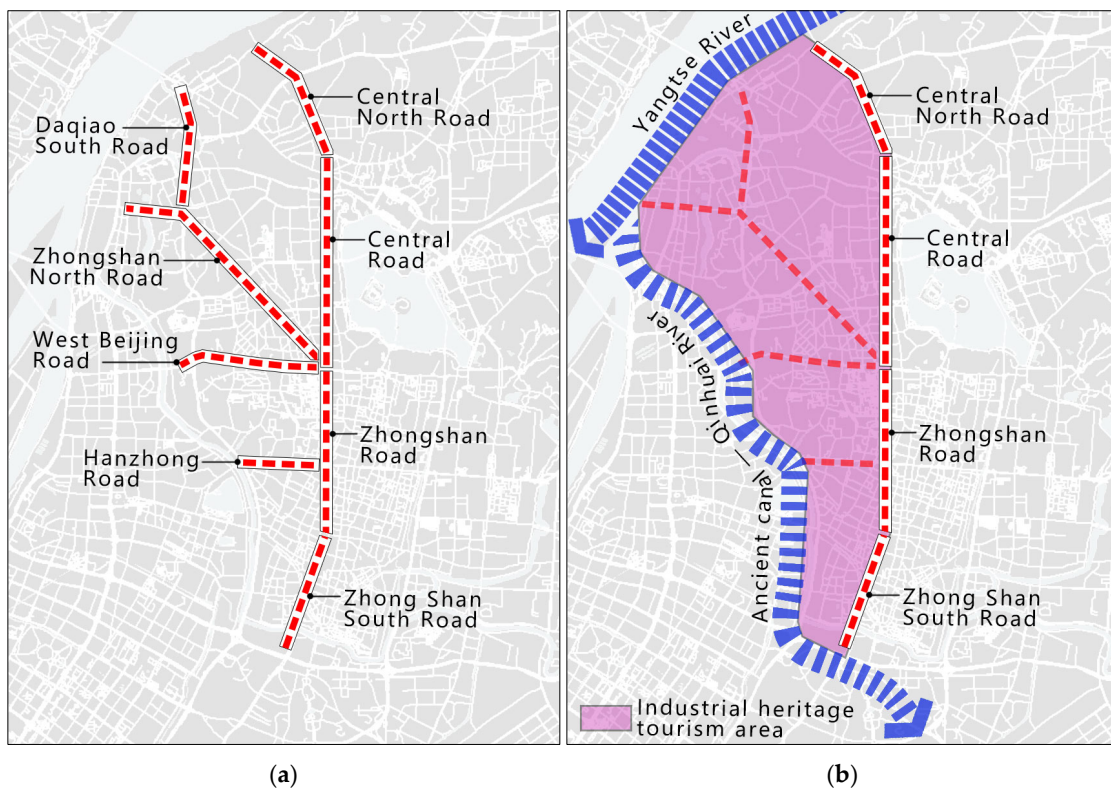 Central
North Road
Daqiao
South Road
Zhongshan
North Road
Central
Road
West Beijing
Road
Hanzhong
Road
Zhongshan
Road
Zhong Shan
South Road
(a)
Yangtse River
Central
North Road
Central
Road
Ancient canal — Qinhuai River
Zhongshan
Road
Zhong Shan
South Road
Industrial heritage
tourism area
(b)